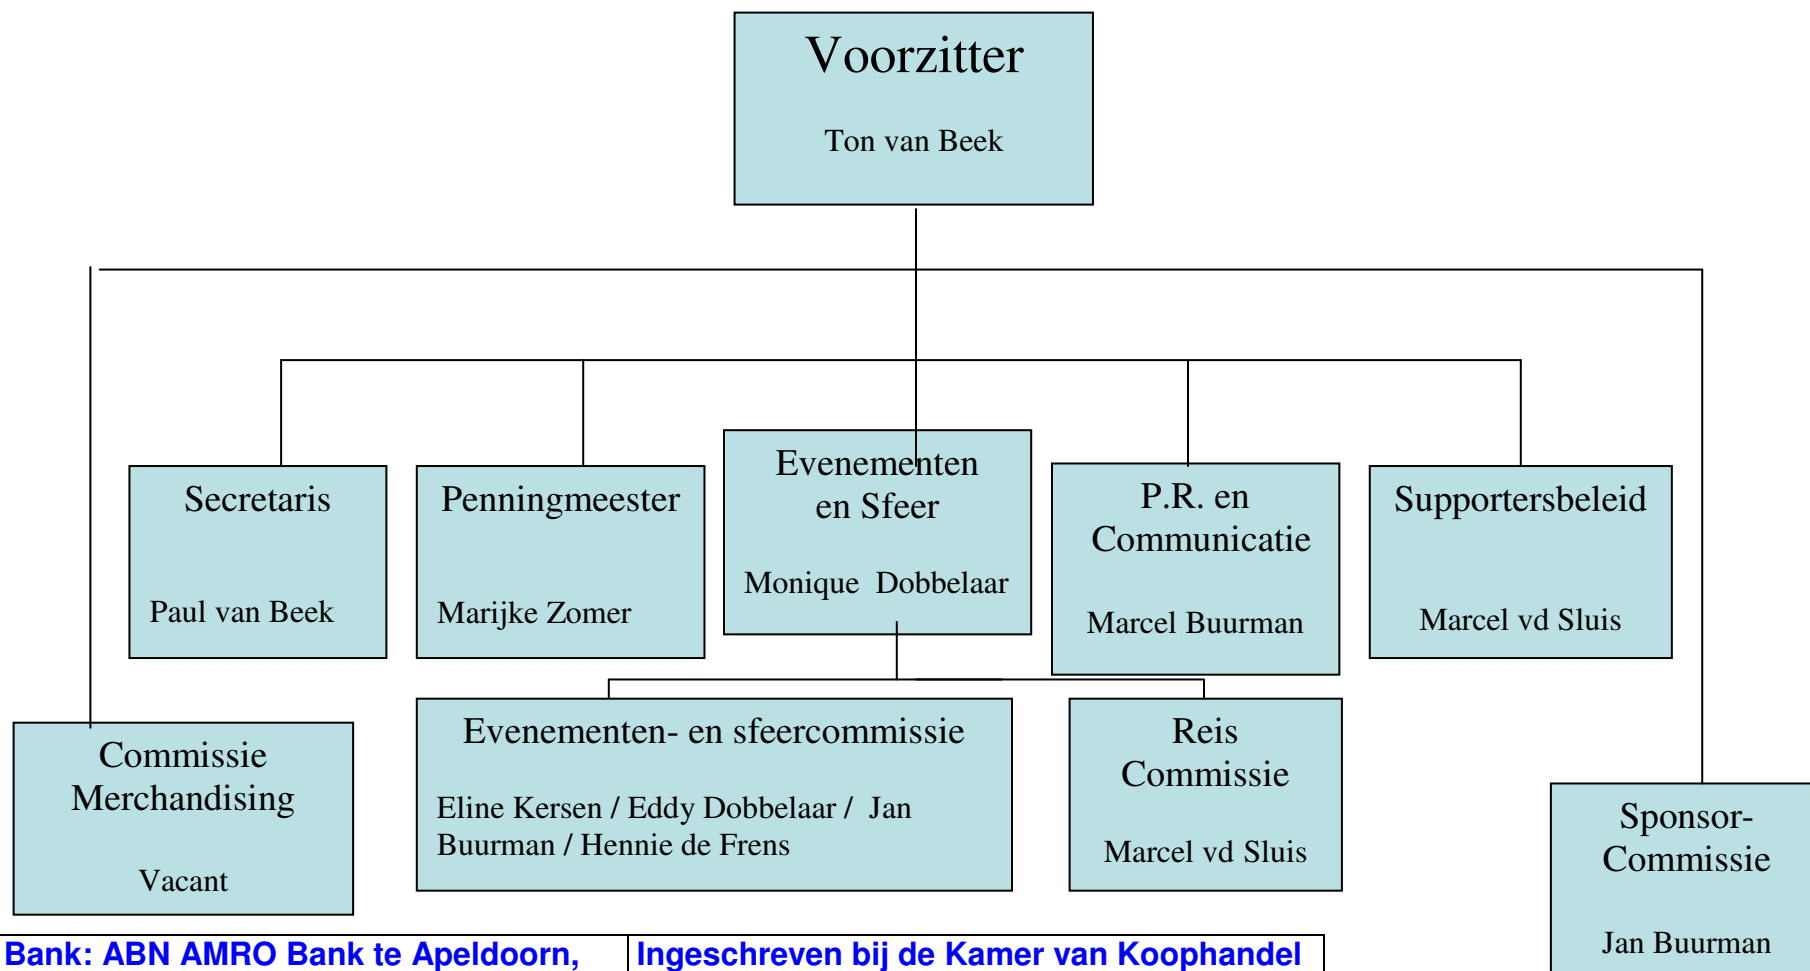 Voorzitter
Ton van Beek
Secretaris
Paul van Beek
Penningmeester
Marijke Zomer
Evenementen
en Sfeer
Monique Dobbelaar
P.R. en
Communicatie
Marcel Buurman
Supportersbeleid
Marcel vd Sluis
Commissie
Merchandising
Vacant
Evenementen- en sfeercommissie
Eline Kersen / Eddy Dobbelaar / Jan
Buurman / Hennie de Frens
Reis
Commissie
Marcel vd Sluis
Sponsor-
Commissie
Jan Buurman
Bank: ABN AMRO Bank te Apeldoorn,
Ingeschreven bij de Kamer van Koophandel